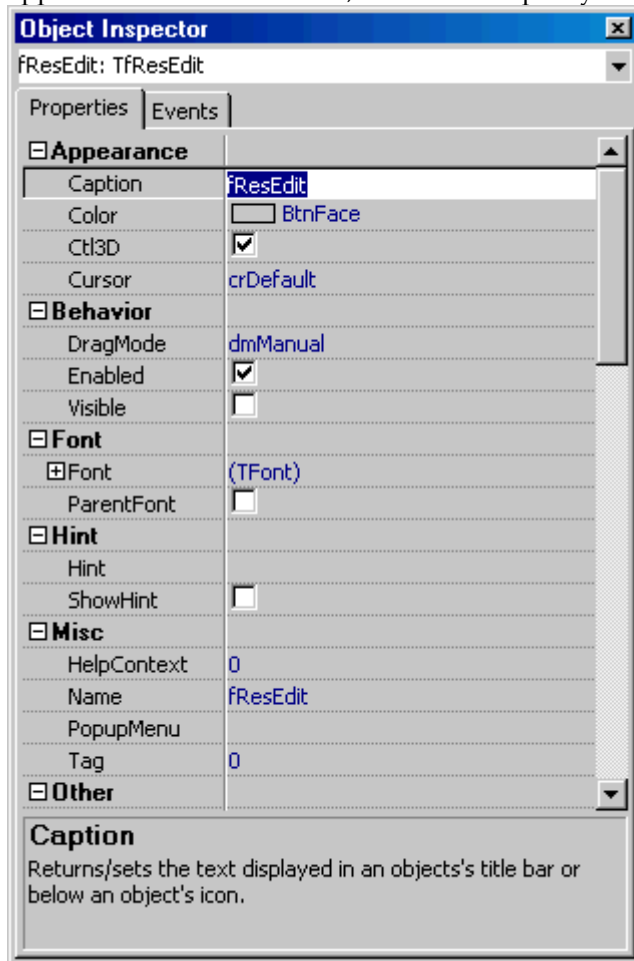 Object Inspector
fResEdit: TfResEdit
Properties Events
Appearance
Caption fResEdit
Color BtnFace
Ctl3D
Cursor crDefault
Behavior
DragMode dmManual
Enabled
Visible
Font
Font (TFont)
ParentFont
Hint
Hint
ShowHint
Misc
HelpContext 0
Name fResEdit
PopupMenu
Tag 0
Other
Caption
Returns/sets the text displayed in an objects's title bar or
below an object's icon.